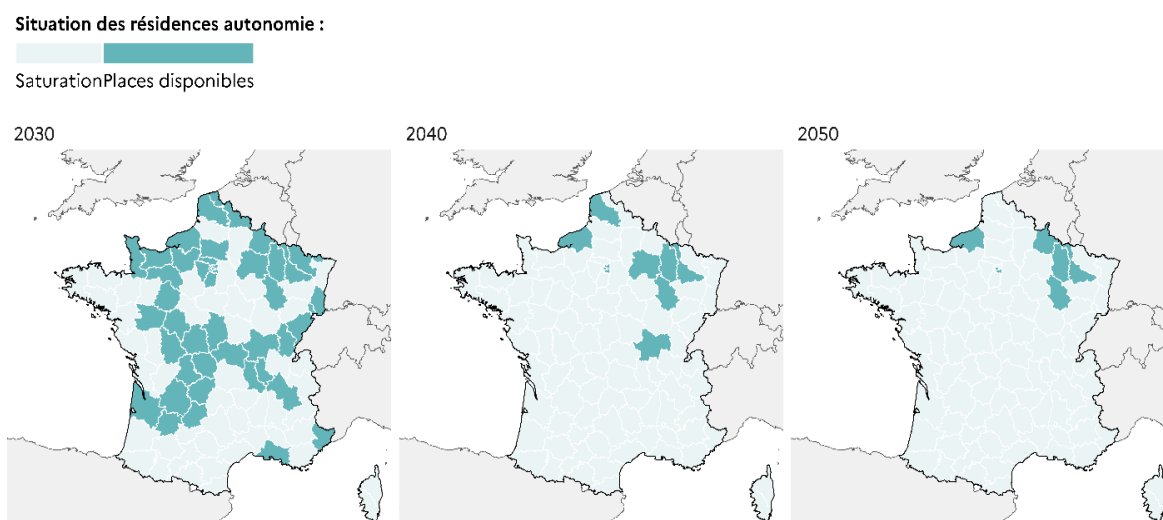 Situation des résidences autonomie :
SaturationPlaces disponibles
2030
2040
2050